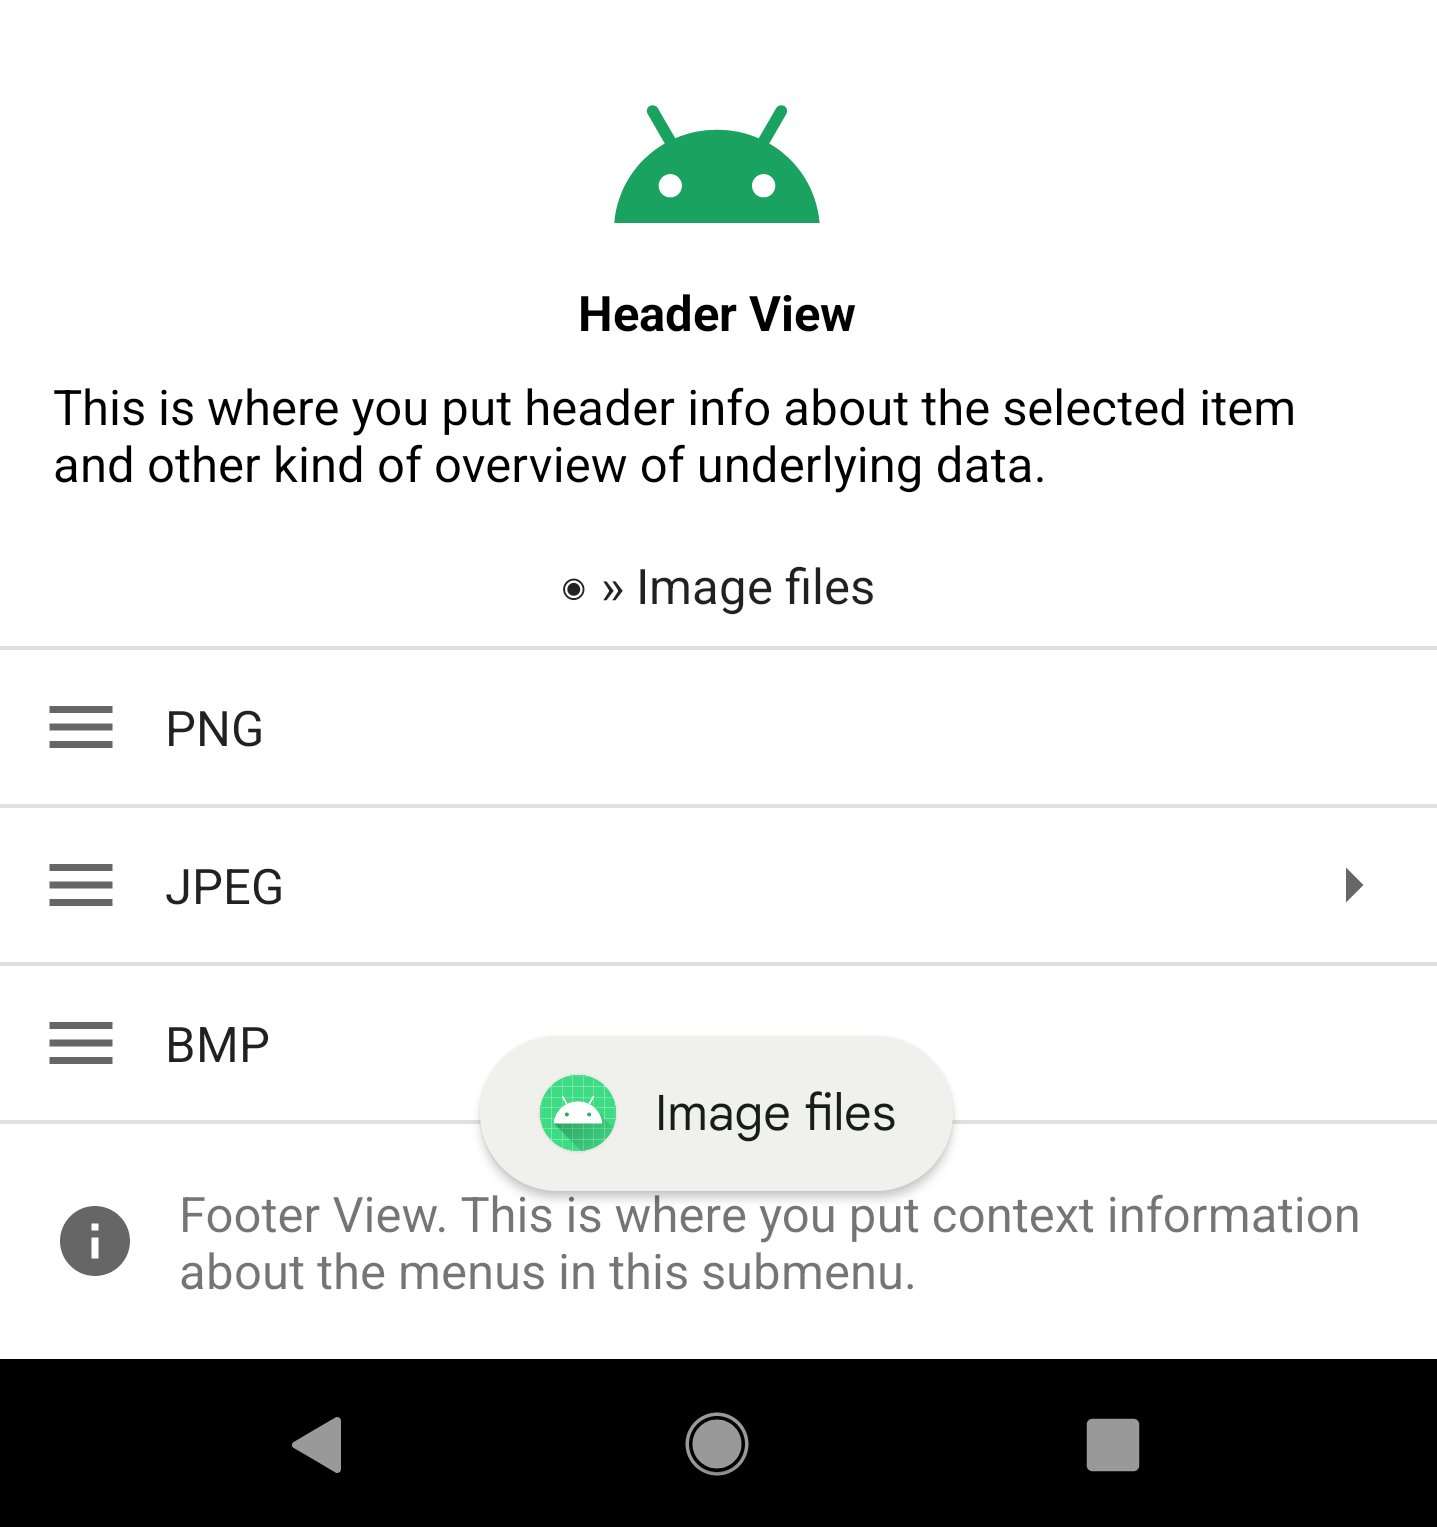 Header View
This is where you put header info about the selected item
and other kind of overview of underlying data.
◉ » Image files
PNG
JPEG
BMP
Image files
Footer View. This is where you put context information
about the menus in this submenu.